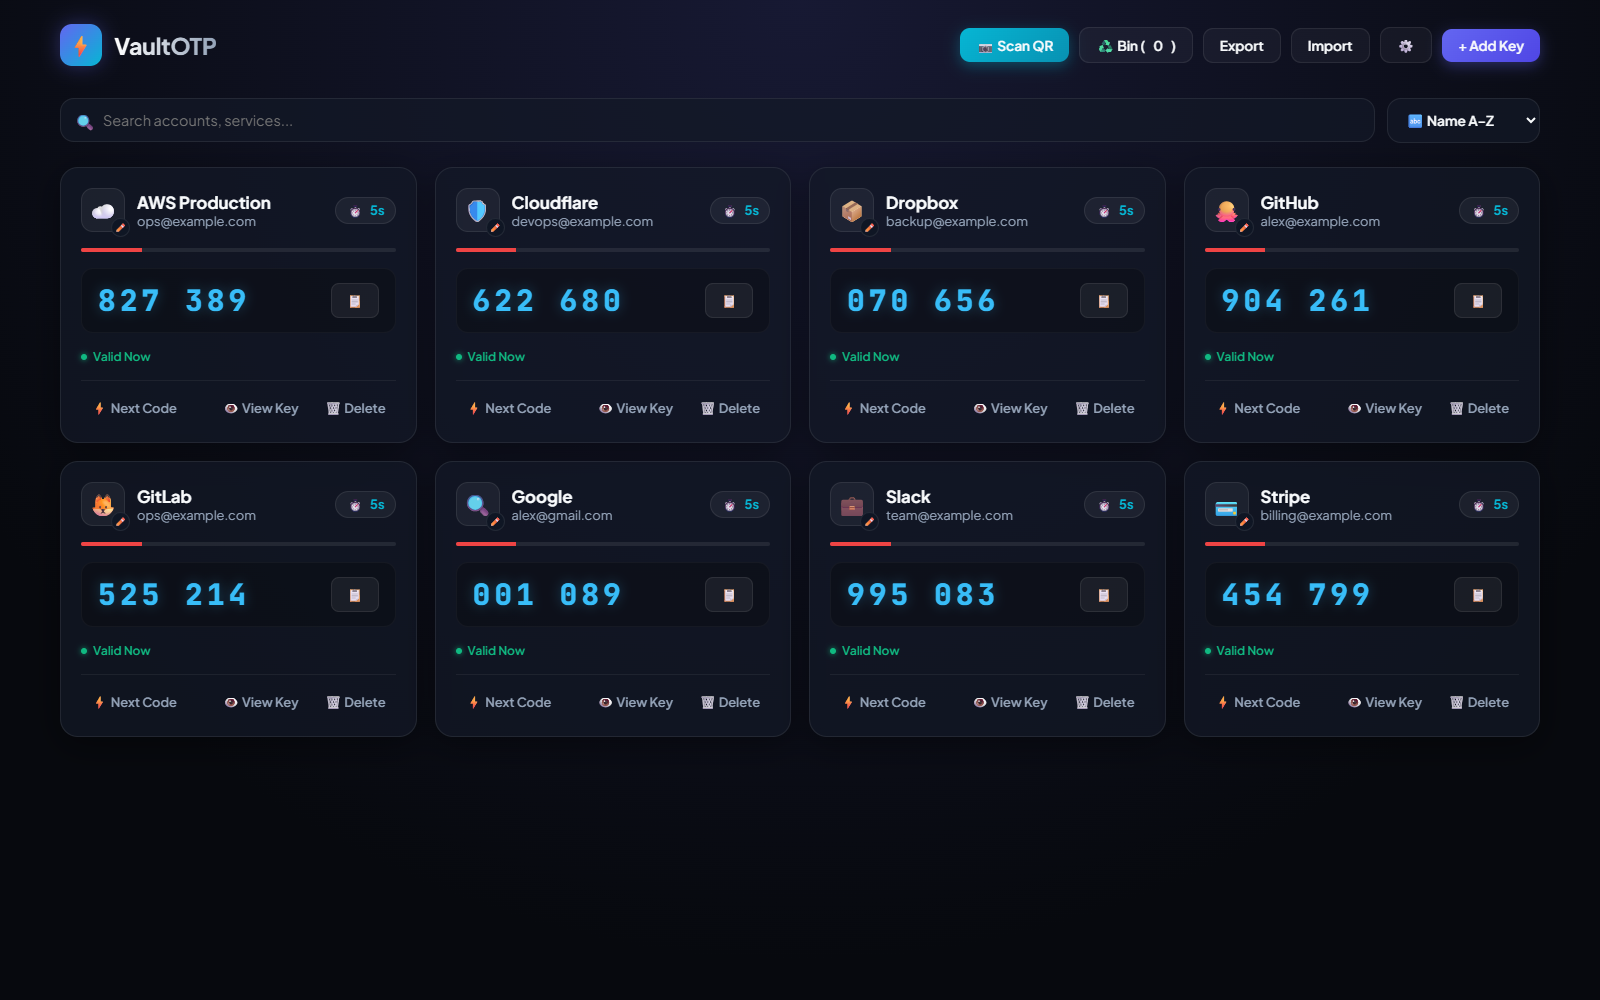 VaultOTP
Scan QR
Bin ( 0 )
Export
Import
+ Add Key
Search accounts, services...
Name A–Z
AWS Production
ops@example.com
5s
827 389
Valid Now
Next Code
View Key
Delete
Cloudflare
devops@example.com
5s
622 680
Valid Now
Next Code
View Key
Delete
Dropbox
backup@example.com
5s
070 656
Valid Now
Next Code
View Key
Delete
GitHub
alex@example.com
5s
904 261
Valid Now
Next Code
View Key
Delete
GitLab
ops@example.com
5s
525 214
Valid Now
Next Code
View Key
Delete
Google
alex@gmail.com
5s
001 089
Valid Now
Next Code
View Key
Delete
Slack
team@example.com
5s
995 083
Valid Now
Next Code
View Key
Delete
Stripe
billing@example.com
5s
454 799
Valid Now
Next Code
View Key
Delete